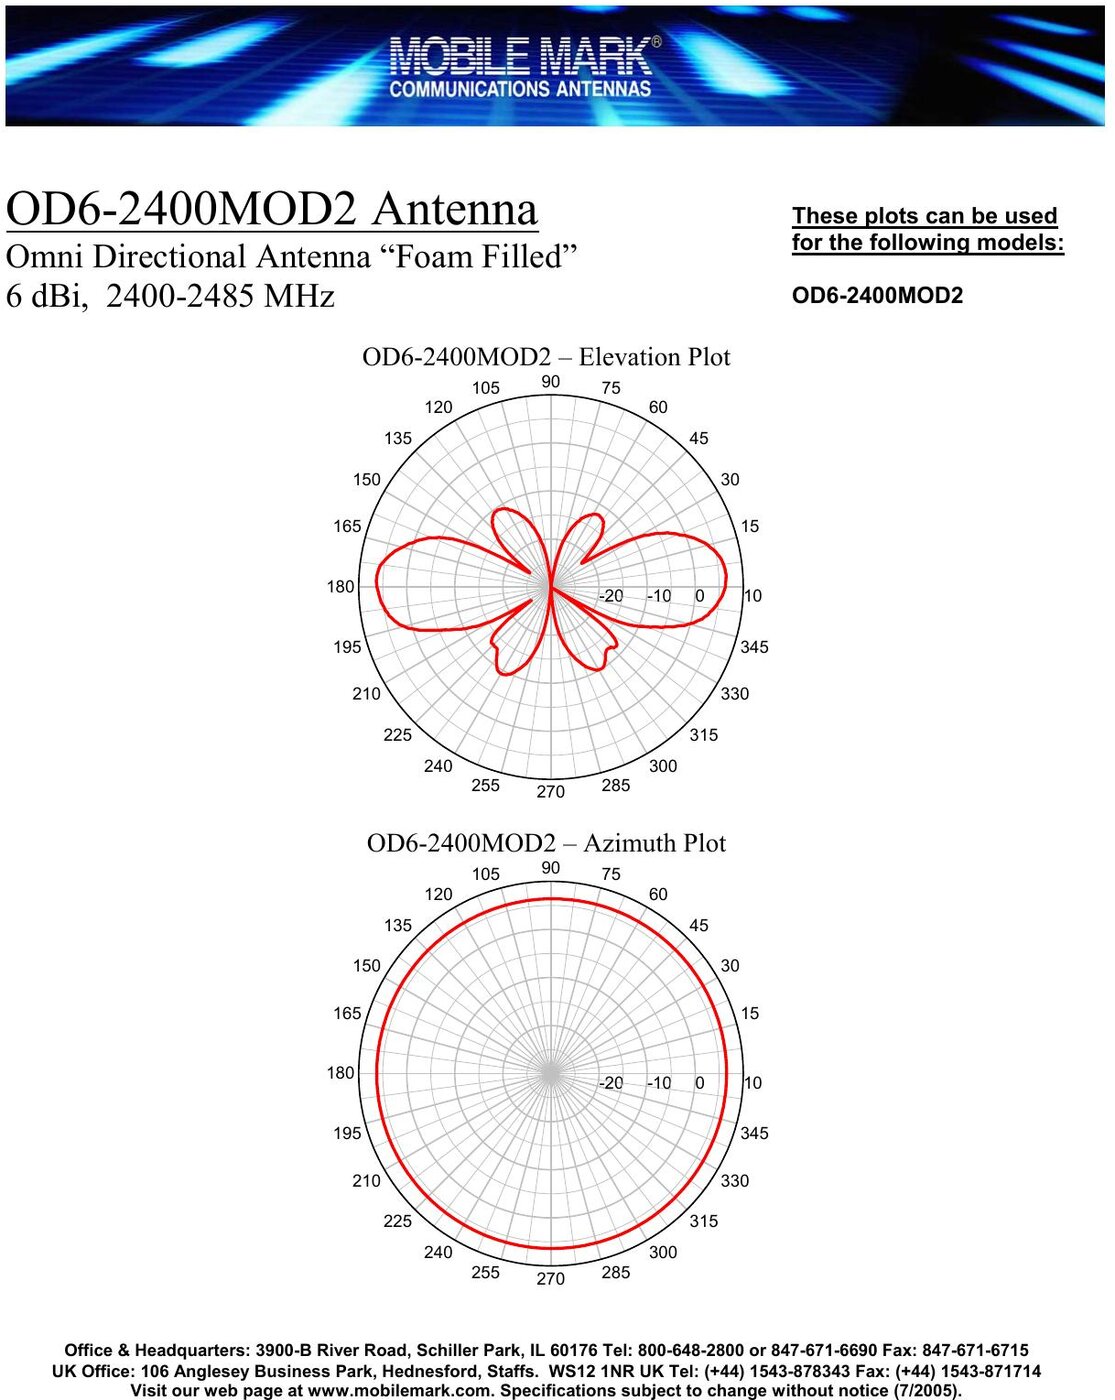 MOBILE MARK®
COMMUNICATIONS ANTENNAS
OD6-2400MOD2 Antenna
Omni Directional Antenna “Foam Filled”
6 dBi, 2400-2485 MHz
These plots can be used
for the following models:
OD6-2400MOD2
OD6-2400MOD2 – Elevation Plot
90
105 75
120 60
135 45
150 30
165 15
180 -20 -10 0 10
195 345
210 330
225 315
240 300
255 285
270
OD6-2400MOD2 – Azimuth Plot
90
105 75
120 60
135 45
150 30
165 15
180 -20 -10 0 10
195 345
210 330
225 315
240 300
255 285
270
Office & Headquarters: 3900-B River Road, Schiller Park, IL 60176 Tel: 800-648-2800 or 847-671-6690 Fax: 847-671-6715
UK Office: 106 Anglesey Business Park, Hednesford, Staffs. WS12 1NR UK Tel: (+44) 1543-878343 Fax: (+44) 1543-871714
Visit our web page at www.mobilemark.com. Specifications subject to change without notice (7/2005).